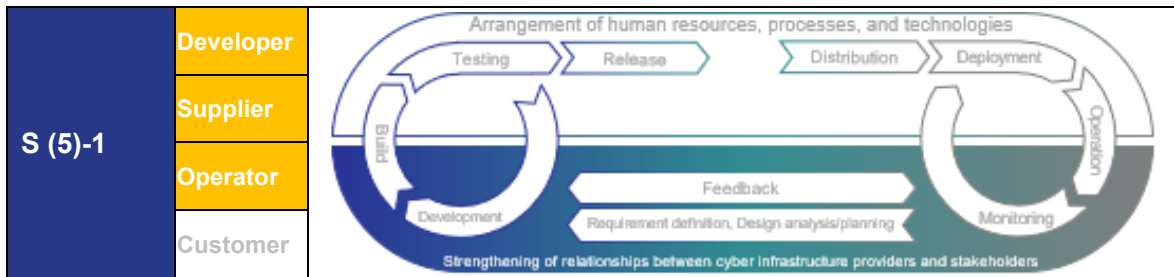 S (5)-1
Developer
Supplier
Operator
Customer
Arrangement of human resources, processes, and technologies
Testing
Release
Distribution
Deployment
Build
Operation
Feedback
Development
Requirement definition, Design analysis/planning
Monitoring
Strengthening of relationships between cyber infrastructure providers and stakeholders